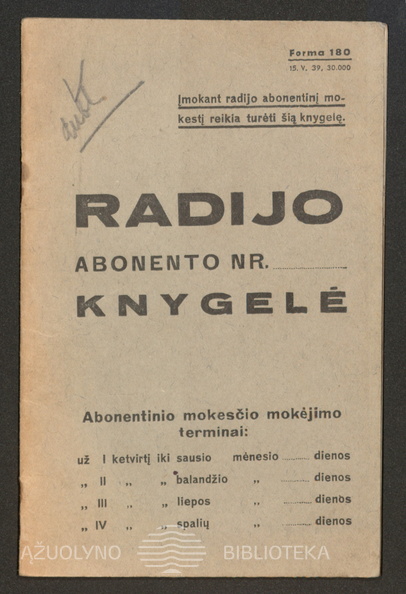 Forma 180
15. V. 39, 30.000
Įmokant radijo abonentinį mo-
kestį reikia turėti šią knygelę.
RADIJO
ABONENTO NR.
KNYGELĖ
Abonentinio mokesčio mokėjimo
terminai:
už I ketvirtį iki sausio mėnesio ........ dienos
„ II „ „ balandžio „ ........ dienos
„ III „ „ liepos „ ........ dienos
„ IV „ „ spalių „ ........ dienos
AŽUOLYNO BIBLIOTEKA